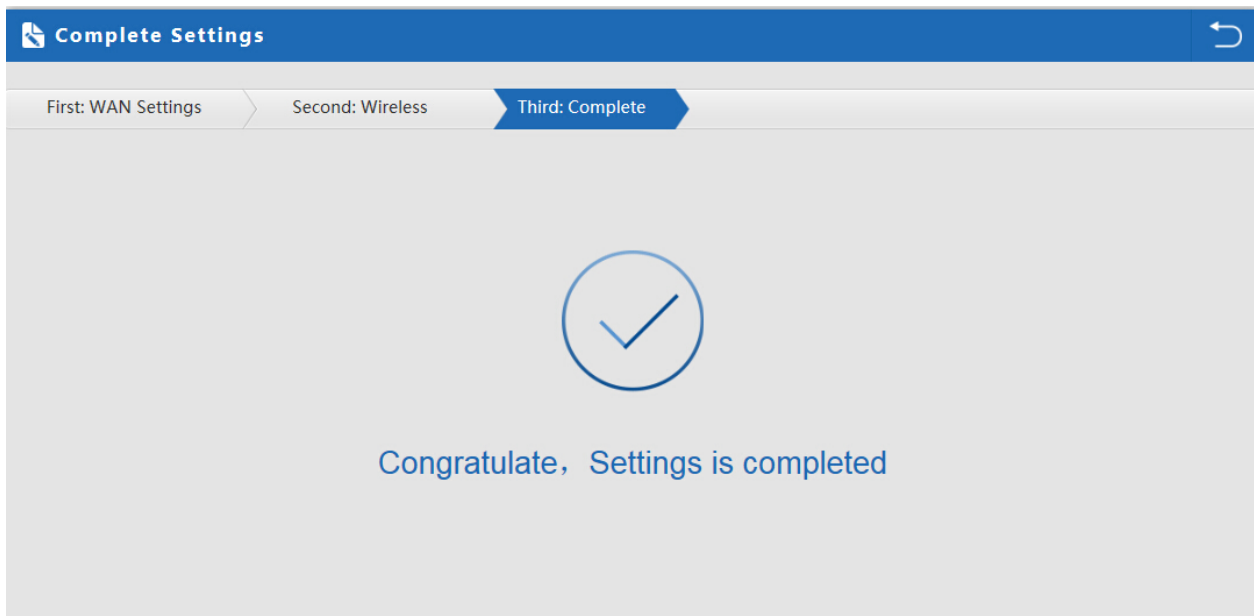 Complete Settings
First: WAN Settings
Second: Wireless
Third: Complete
Congratulate，Settings is completed